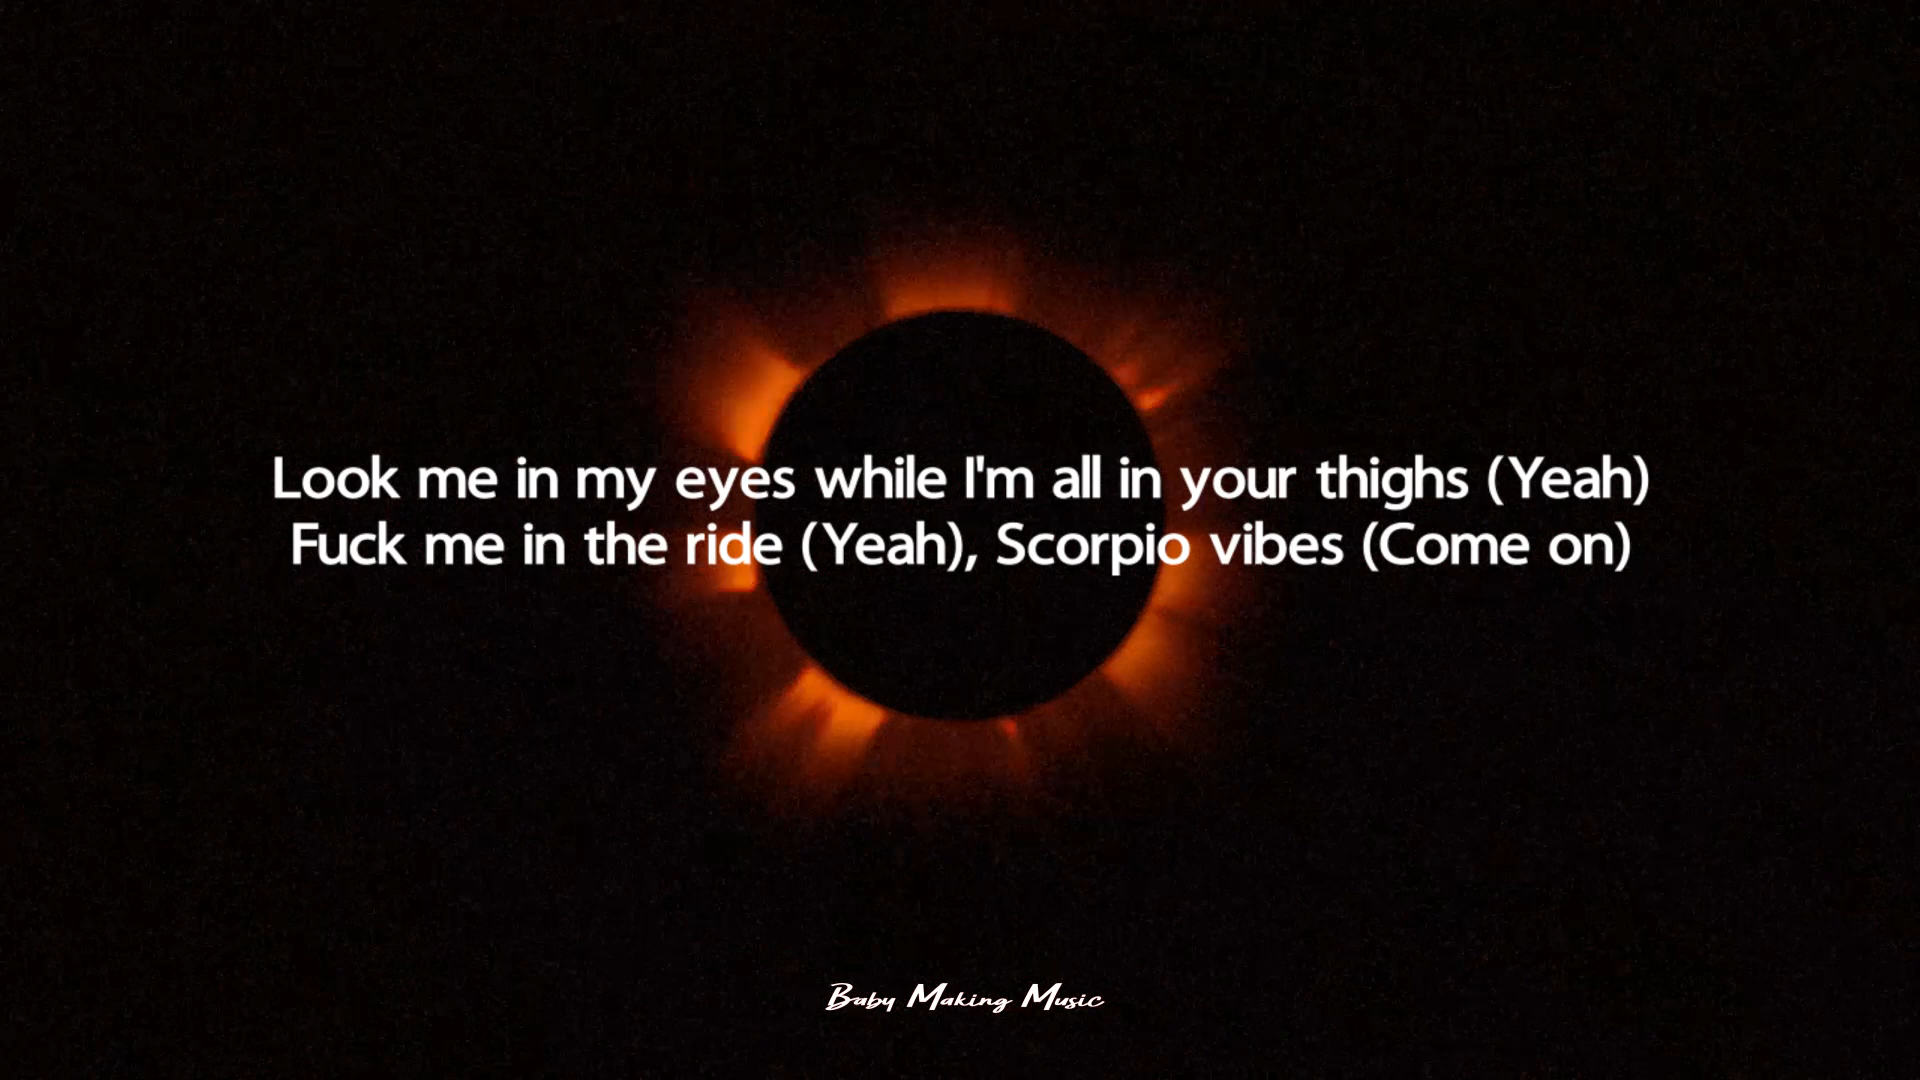 Look me in my eyes while I'm all in your thighs (Yeah)
Fuck me in the ride (Yeah), Scorpio vibes (Come on)
Baby Making Music